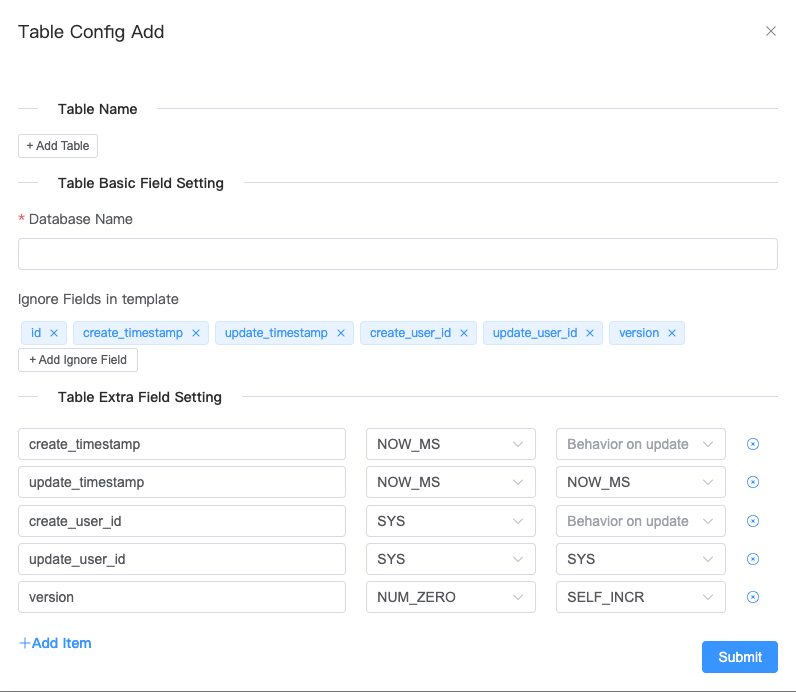 Table Config Add
Table Name
+ Add Table
Table Basic Field Setting
* Database Name
Ignore Fields in template
id × create_timestamp × update_timestamp × create_user_id × update_user_id × version ×
+ Add Ignore Field
Table Extra Field Setting
create_timestamp NOW_MS Behavior on update
update_timestamp NOW_MS NOW_MS
create_user_id SYS Behavior on update
update_user_id SYS SYS
version NUM_ZERO SELF_INCR
+Add Item
Submit